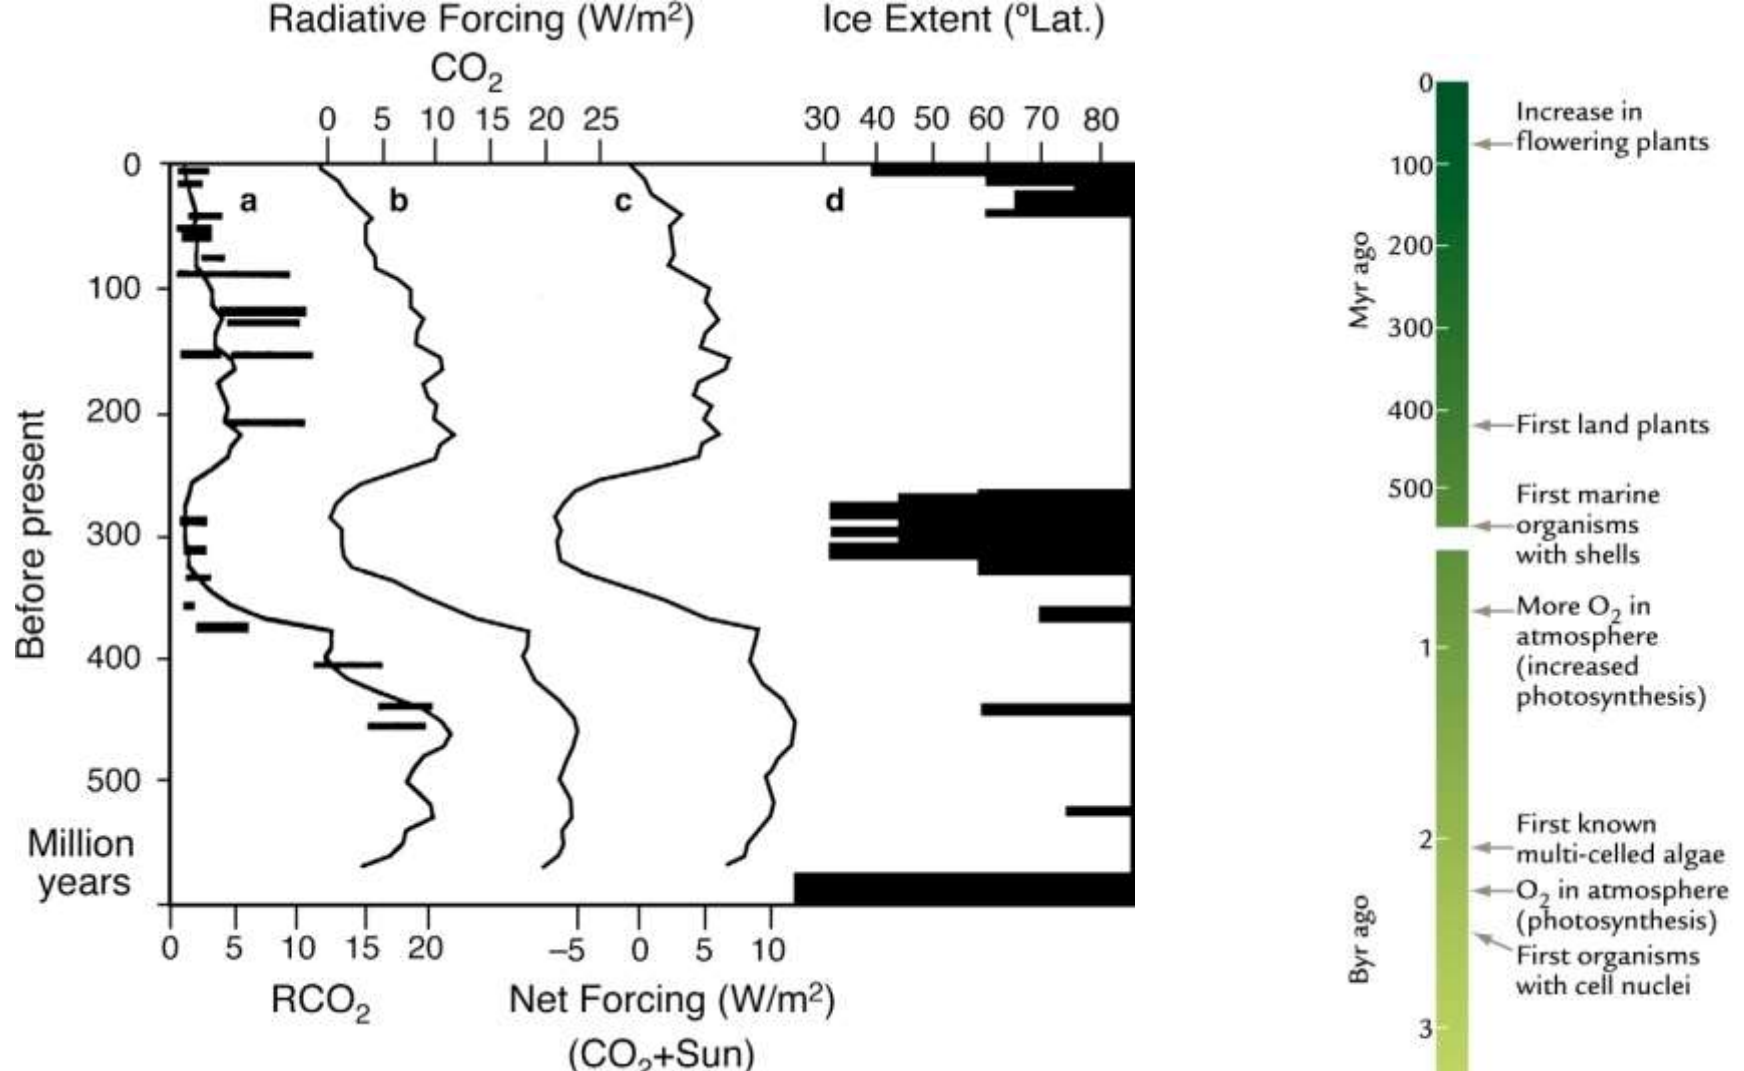 Radiative Forcing (W/m²)
CO₂
0 5 10 15 20 25
Ice Extent (ºLat.)
30 40 50 60 70 80
a
b
c
d
Before present
0
100
200
300
400
500
Million
years
0 5 10 15 20
RCO₂
–5 0 5 10
Net Forcing (W/m²)
(CO₂+Sun)
Myr ago
0
100
200
300
400
500
Increase in
flowering plants
First land plants
First marine
organisms
with shells
Byr ago
1
2
3
More O₂ in
atmosphere
(increased
photosynthesis)
First known
multi-celled algae
O₂ in atmosphere
(photosynthesis)
First organisms
with cell nuclei